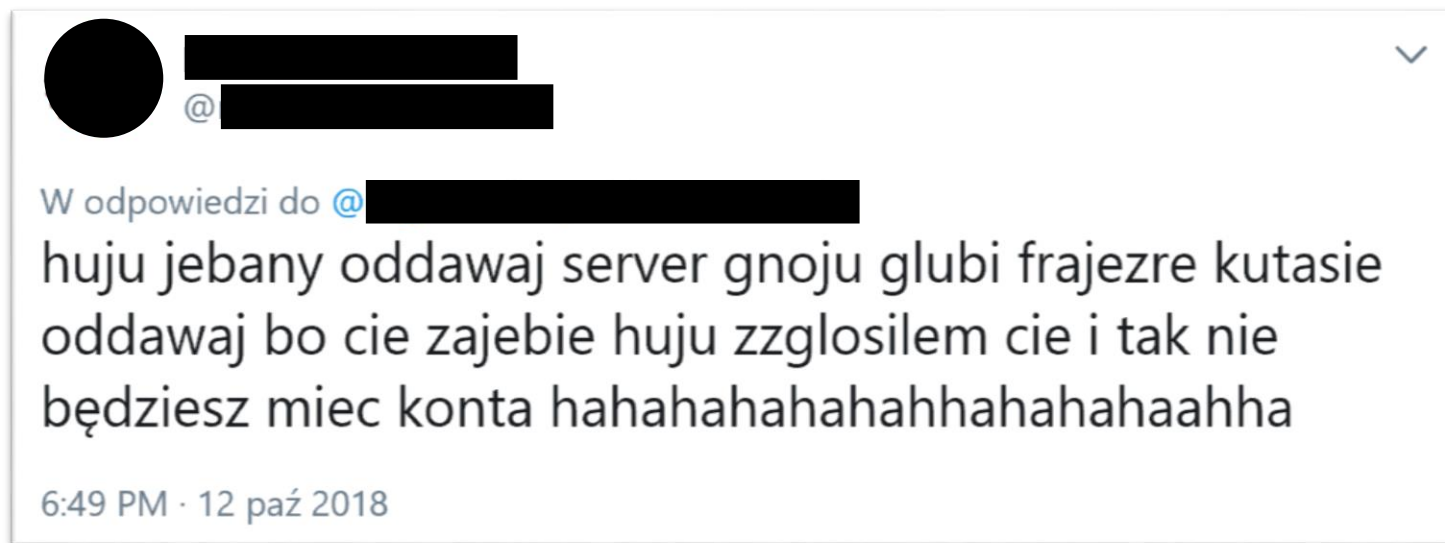 @
W odpowiedzi do @
huju jebany oddawaj server gnoju glubi frajezre kutasie
oddawaj bo cie zajebie huju zzglosilem cie i tak nie
będziesz miec konta hahahahahahahhahahahaahha
6:49 PM · 12 paź 2018